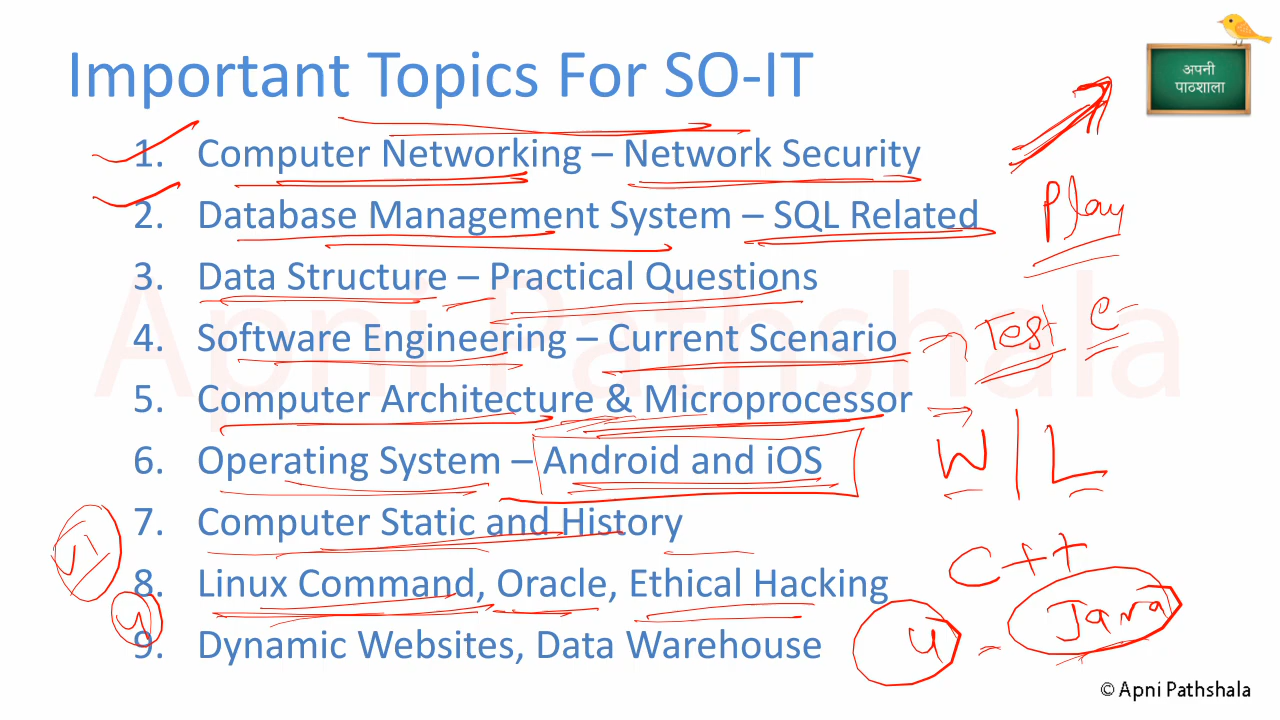 Important Topics For SO-IT
अपनी
पाठशाला
1. Computer Networking – Network Security
2. Database Management System – SQL Related
Play
3. Data Structure – Practical Questions
4. Software Engineering – Current Scenario
Test
5. Computer Architecture & Microprocessor
6. Operating System – Android and iOS
W | L
7. Computer Static and History
C++
8. Linux Command, Oracle, Ethical Hacking
Java
9. Dynamic Websites, Data Warehouse
Apni Pathshala
© Apni Pathshala